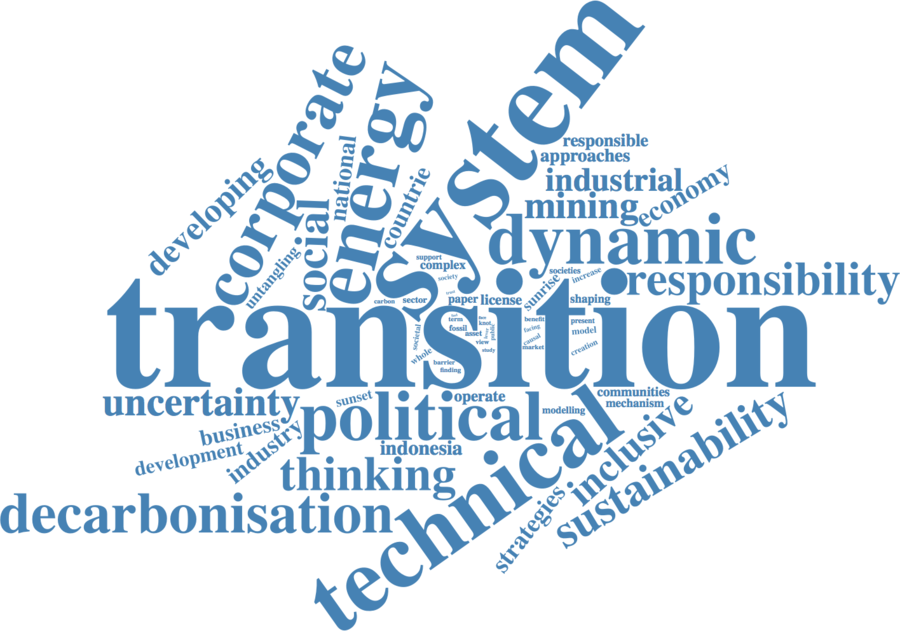 system
corporate
energy
responsible
approaches
national
developing
countrie
industrial
economy
mining
social
dynamic
untangling
support
complex
societies
increase
responsibility
society
sunrise
carbon
sector
paper
license
shaping
transition
term
knot
public
benefit
present
fossil
asset
facing
model
societal
view
causal
whole
study
market
creation
barrier
finding
uncertainty
sunset
operate
communities
mechanism
political
modelling
business
technical
inclusive
industry
indonesia
sustainability
development
thinking
decarbonisation
strategies